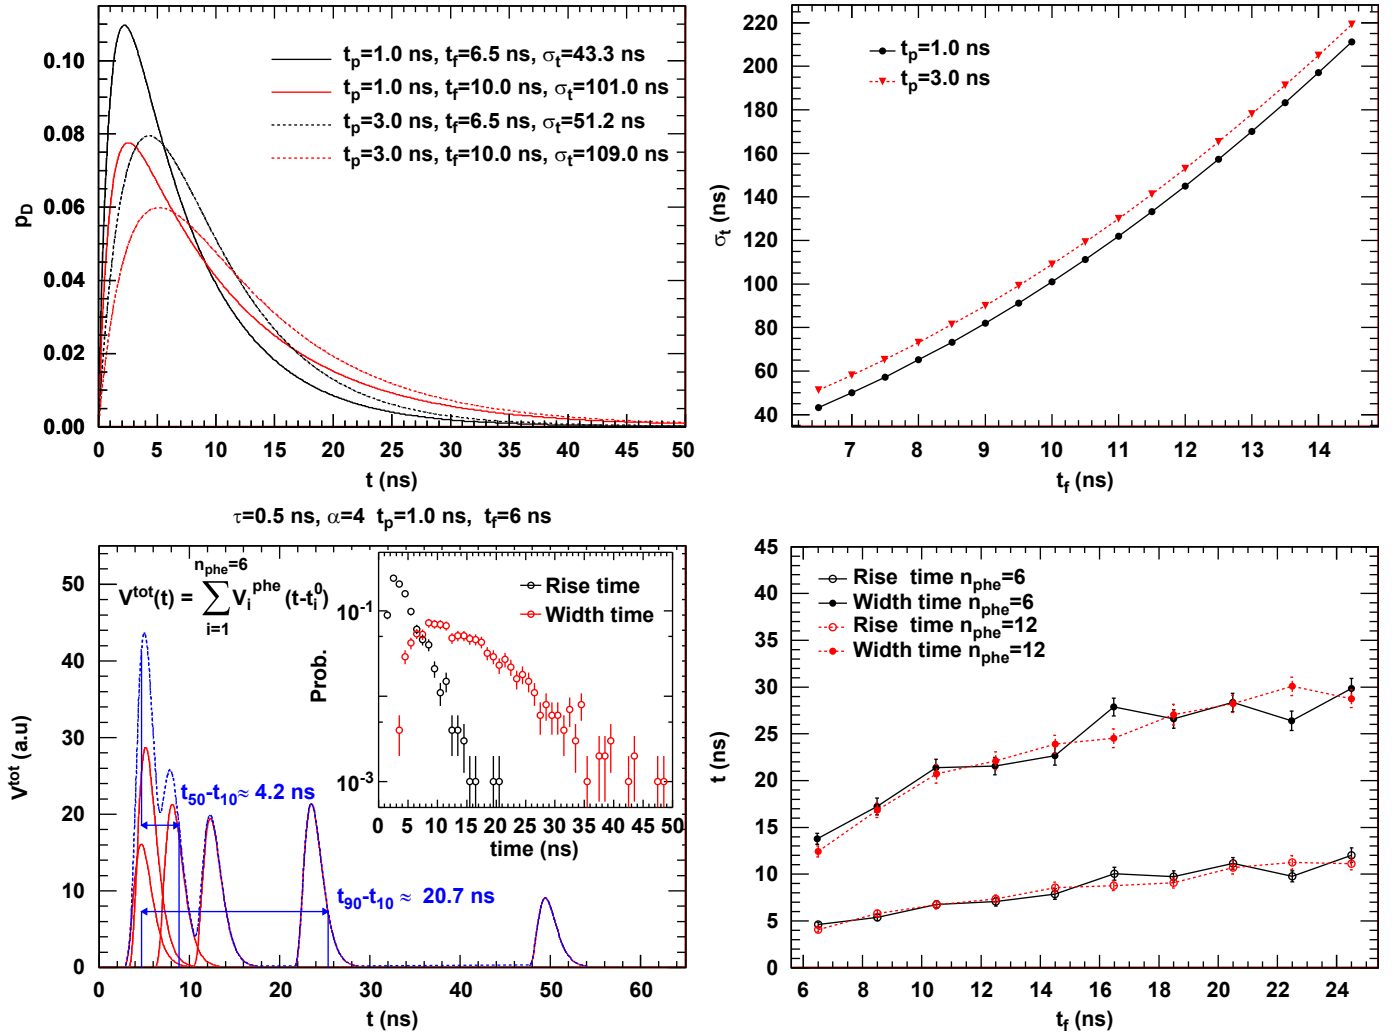 0.10
0.08
0.06
0.04
0.02
0.00
p_D
t_p=1.0 ns, t_f=6.5 ns, σ_t=43.3 ns
t_p=1.0 ns, t_f=10.0 ns, σ_t=101.0 ns
t_p=3.0 ns, t_f=6.5 ns, σ_t=51.2 ns
t_p=3.0 ns, t_f=10.0 ns, σ_t=109.0 ns
0 5 10 15 20 25 30 35 40 45 50
t (ns)
220
200
180
160
140
120
100
80
60
40
σ_t (ns)
t_p=1.0 ns
t_p=3.0 ns
7 8 9 10 11 12 13 14
t_f (ns)
τ=0.5 ns, α=4 t_p=1.0 ns, t_f=6 ns
50
40
30
20
10
0
V^tot (a.u)
n_phe=6
V^tot(t) = ∑ V_i^phe (t-t_i^0)
i=1
t_50-t_10≈ 4.2 ns
t_90-t_10≈ 20.7 ns
10^-1
10^-3
Prob.
Rise time
Width time
0 5 10 15 20 25 30 35 40 45 50
time (ns)
0 10 20 30 40 50 60
t (ns)
45
40
35
30
25
20
15
10
5
0
t (ns)
Rise time n_phe=6
Width time n_phe=6
Rise time n_phe=12
Width time n_phe=12
6 8 10 12 14 16 18 20 22 24
t_f (ns)